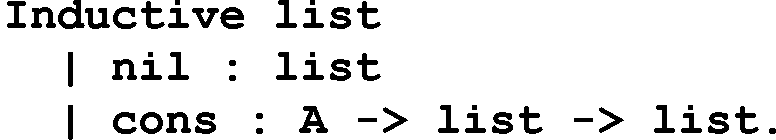 Inductive list
| nil : list
| cons : A -> list -> list.